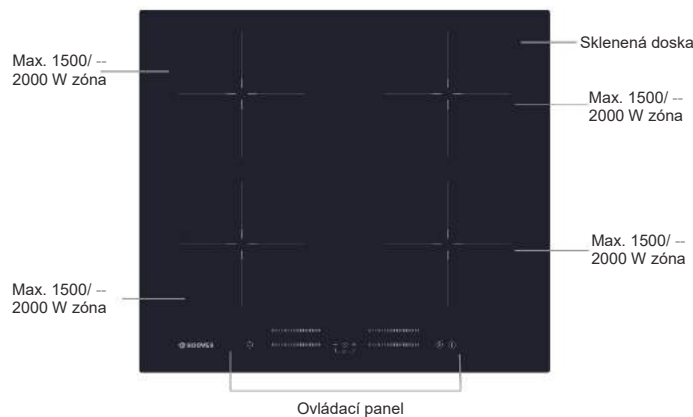 Sklenená doska
Max. 1500/ --
2000 W zóna
Max. 1500/ --
2000 W zóna
Max. 1500/ --
2000 W zóna
Max. 1500/ --
2000 W zóna
HOOVER
Ovládací panel